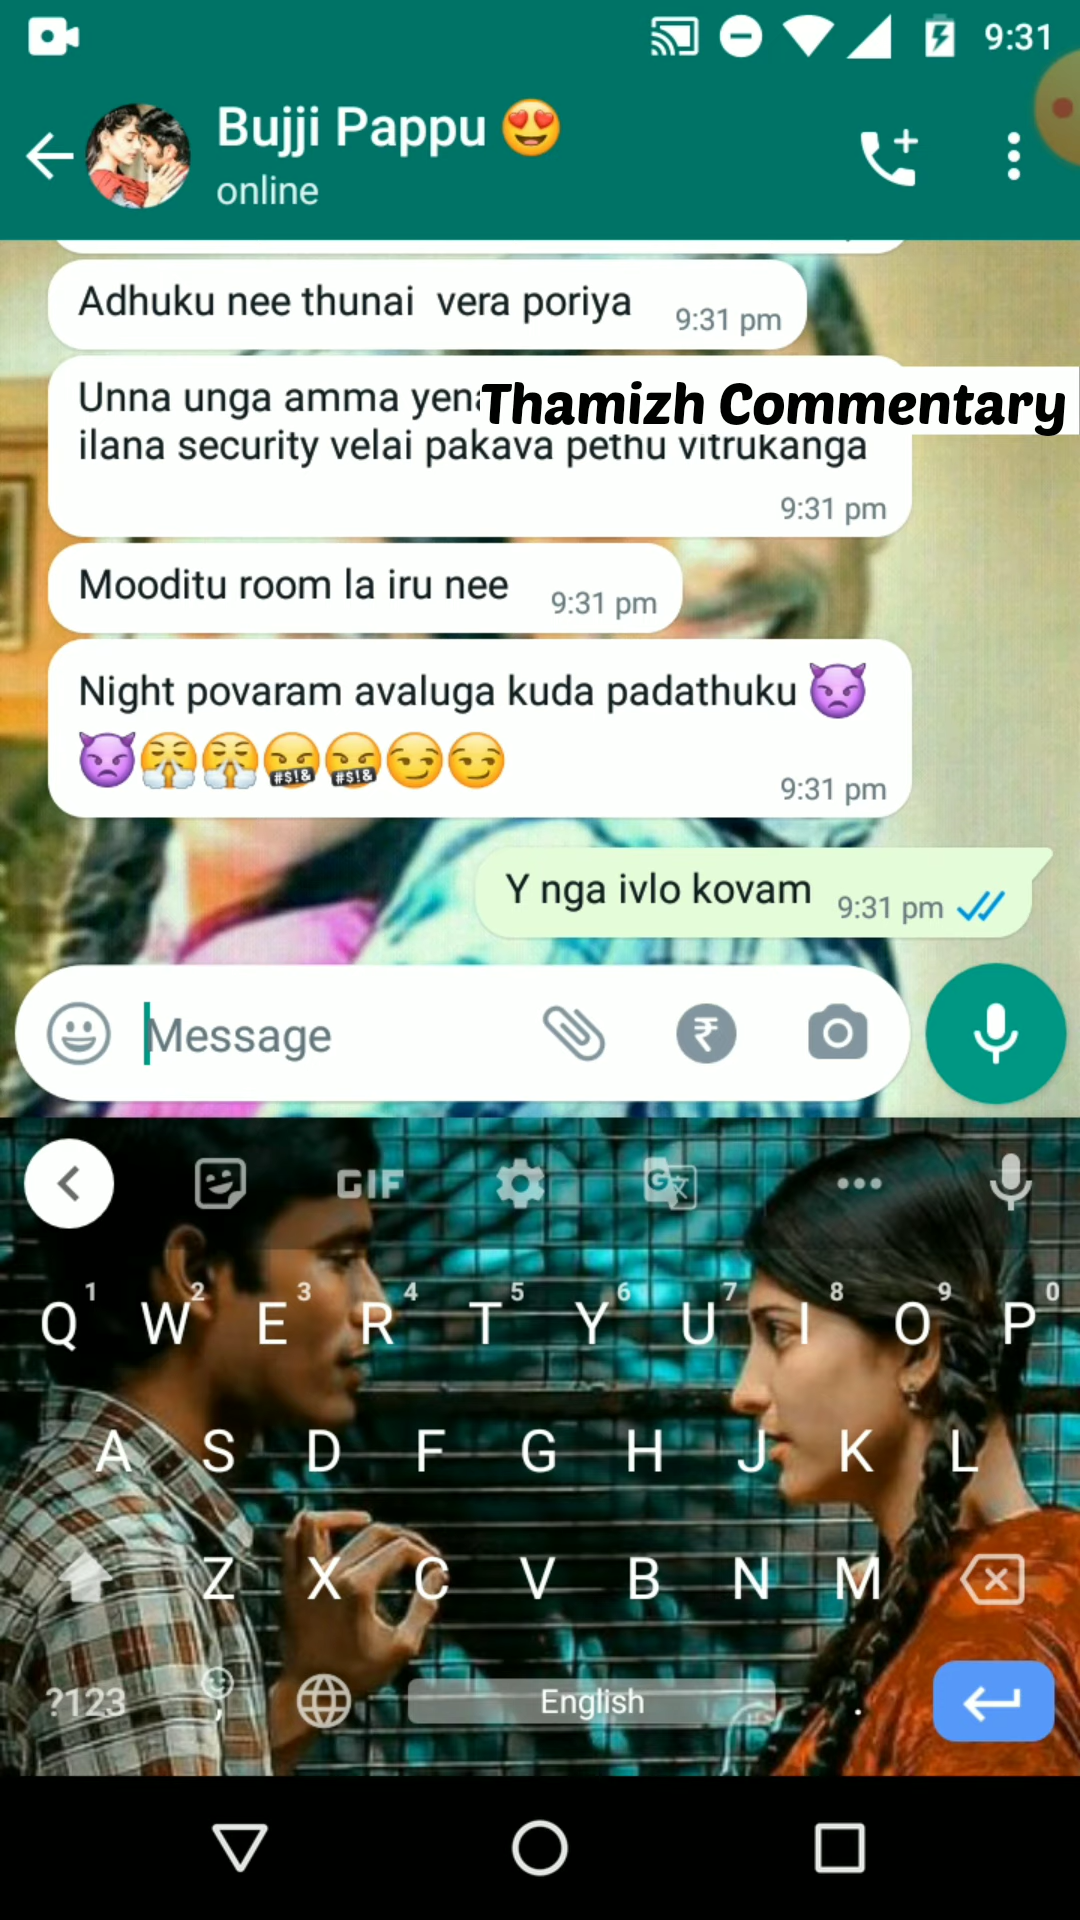 9:31
Bujji Pappu 😍
online
Adhuku nee thunai vera poriya
9:31 pm
Unna unga amma
Thamizh Commentary
ilana security velai pakava pethu vitrukanga
9:31 pm
Mooditu room la iru nee
9:31 pm
Night povaram avaluga kuda padathuku 👿
👿😤😤🤬🤬😏😏
9:31 pm
Y nga ivlo kovam
9:31 pm
Message
GIF
1 2 3 4 5 6 7 8 9 0
Q W E R T Y U I O P
A S D F G H J K L
Z X C V B N M
?123 , English .